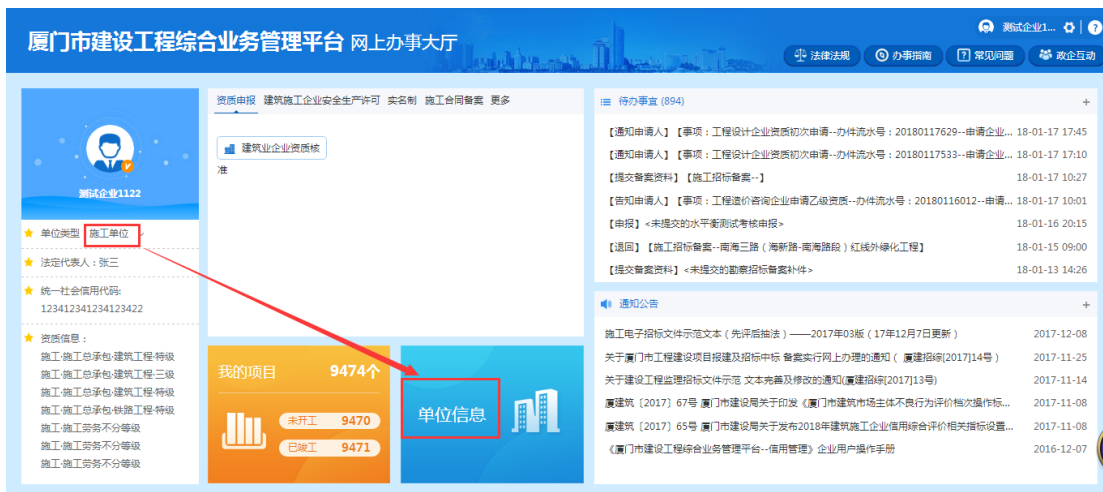 厦门市建设工程综合业务管理平台 网上办事大厅
测试企业1...
法律法规 办事指南 常见问题 政企互动
测试企业1122
单位类型 施工单位
法定代表人：张三
统一社会信用代码:
123412341234123422
资质信息：
施工·施工总承包·建筑工程·特级
施工·施工总承包·建筑工程·三级
施工·施工总承包·建筑工程·特级
施工·施工总承包·铁路工程·特级
施工·施工劳务不分等级
施工·施工劳务不分等级
施工·施工劳务不分等级
资质申报 建筑施工企业安全生产许可 实名制 施工合同备案 更多
建筑业企业资质核
准
我的项目 9474个
未开工 9470
已竣工 9471
单位信息
待办事宜 (894) +
【通知申请人】【事项：工程设计企业资质初次申请--办件流水号：20180117629--申请企业... 18-01-17 17:45
【通知申请人】【事项：工程设计企业资质初次申请--办件流水号：20180117533--申请企业... 18-01-17 17:10
【提交备案资料】【施工招标备案--】 18-01-17 10:27
【告知申请人】【事项：工程造价咨询企业申请乙级资质--办件流水号：20180116012--申请... 18-01-17 10:01
【申报】<未提交的水平衡测试考核申报> 18-01-16 20:15
【退回】【施工招标备案--南海三路（海新路-南海路段）红线外绿化工程】 18-01-15 09:00
【提交备案资料】<未提交的勘察招标备案补件> 18-01-13 14:26
通知公告 +
施工电子招标文件示范文本（先评后抽法）——2017年03版（17年12月7日更新） 2017-12-08
关于厦门市工程建设项目报建及招标中标 备案实行网上办理的通知（ 厦建招综[2017]14号） 2017-11-25
关于建设工程监理招标文件示范 文本完善及修改的通知(厦建招综[2017]13号) 2017-11-14
厦建筑〔2017〕67号 厦门市建设局关于印发《厦门市建筑市场主体不良行为评价档次操作标... 2017-11-08
厦建筑〔2017〕65号 厦门市建设局关于发布2018年建筑施工企业信用综合评价相关指标设置... 2017-11-08
《厦门市建设工程综合业务管理平台--信用管理》企业用户操作手册 2016-12-07